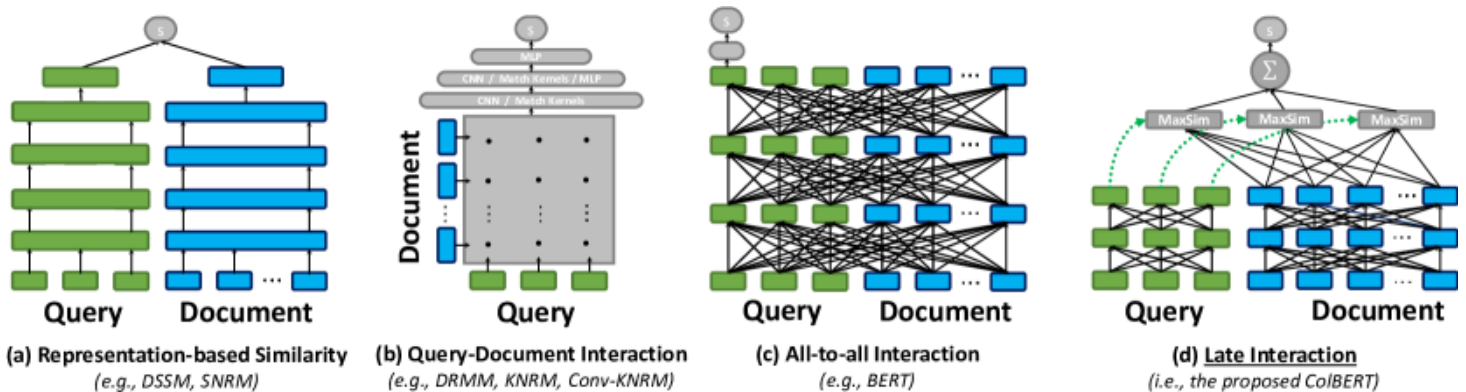 S
Query
Document
(a) Representation-based Similarity
(e.g., DSSM, SNRM)
S
MLP
CNN / Match Kernels / MLP
CNN / Match Kernels
Document
Query
(b) Query-Document Interaction
(e.g., DRMM, KNRM, Conv-KNRM)
S
Query
Document
(c) All-to-all Interaction
(e.g., BERT)
S
Σ
MaxSim MaxSim MaxSim
Query
Document
(d) Late Interaction
(i.e., the proposed ColBERT)